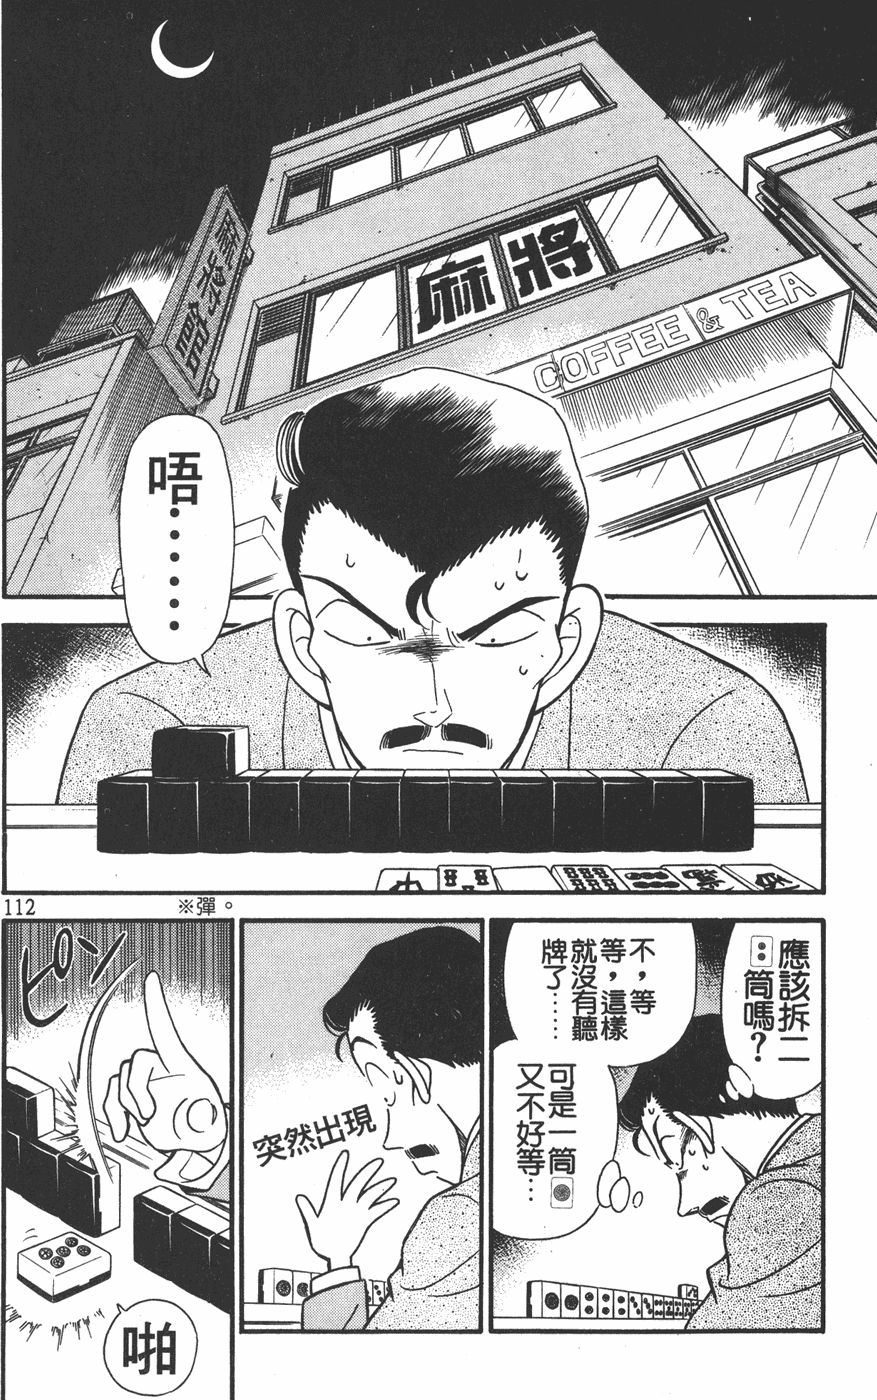 麻將
COFFEE & TEA
唔……
112
※彈。
應該拆二
筒嗎？
不，等
等，這樣
就沒有聽
牌了……
可是一筒
又不好等…
突然出現
ピン
啪